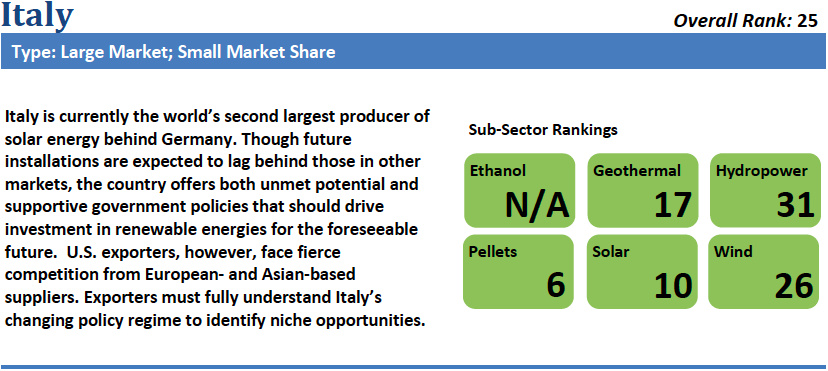 Italy
Overall Rank: 25
Type: Large Market; Small Market Share
Italy is currently the world’s second largest producer of
solar energy behind Germany. Though future
installations are expected to lag behind those in other
markets, the country offers both unmet potential and
supportive government policies that should drive
investment in renewable energies for the foreseeable
future.  U.S. exporters, however, face fierce
competition from European- and Asian-based
suppliers. Exporters must fully understand Italy’s
changing policy regime to identify niche opportunities.
Sub-Sector Rankings
Ethanol
N/A
Geothermal
17
Hydropower
31
Pellets
6
Solar
10
Wind
26